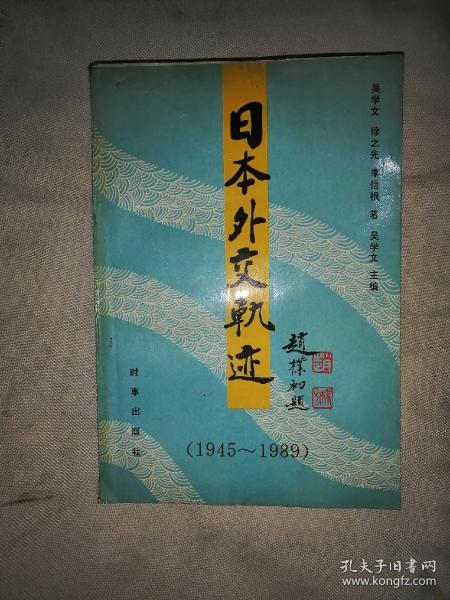 吴学文 徐之先 李信根 著 吴学文 主编
日本外交軌迹
趙樸初題
时事出版社
(1945～1989)
孔夫子旧书网
www.kongfz.com